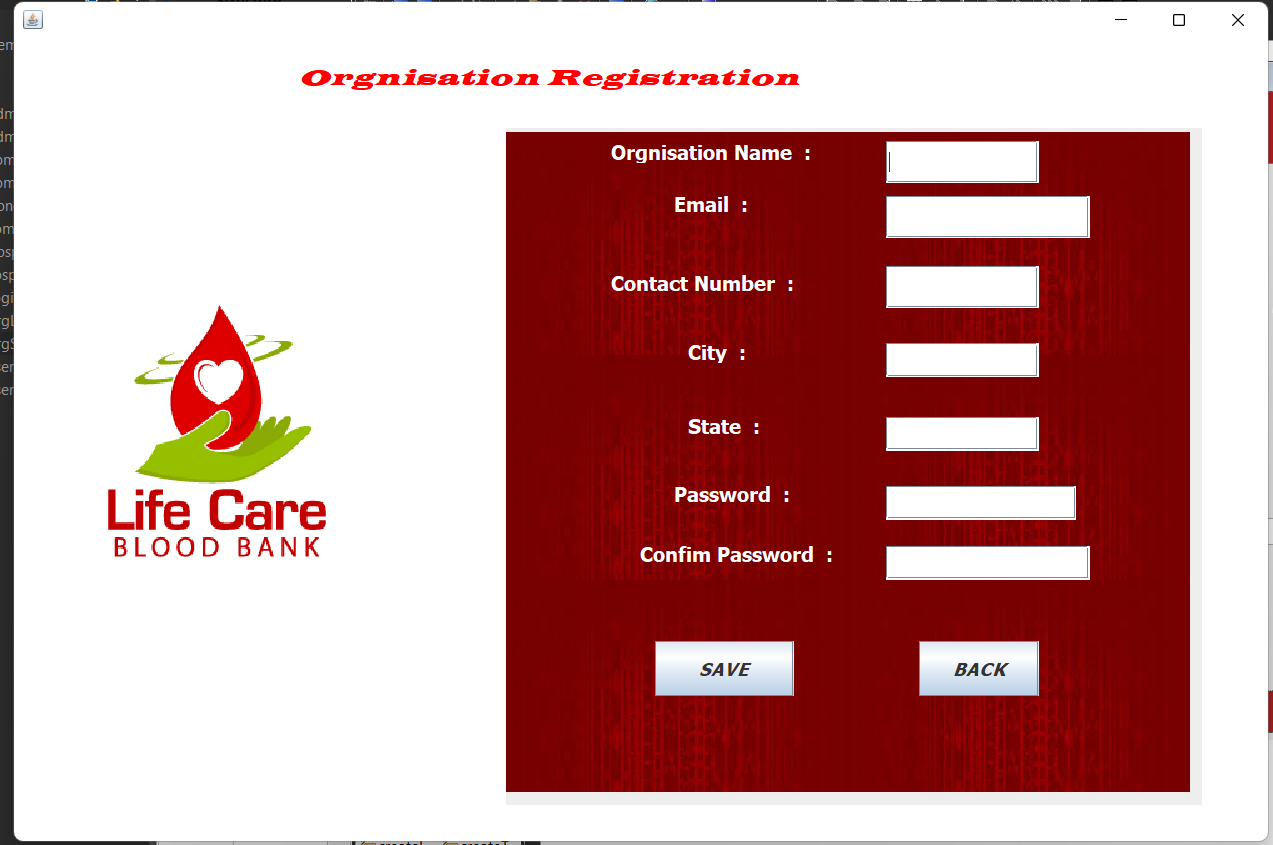 Orgnisation Registration
Orgnisation Name :
Email :
Contact Number :
City :
State :
Password :
Confim Password :
SAVE
BACK
Life Care
BLOOD BANK